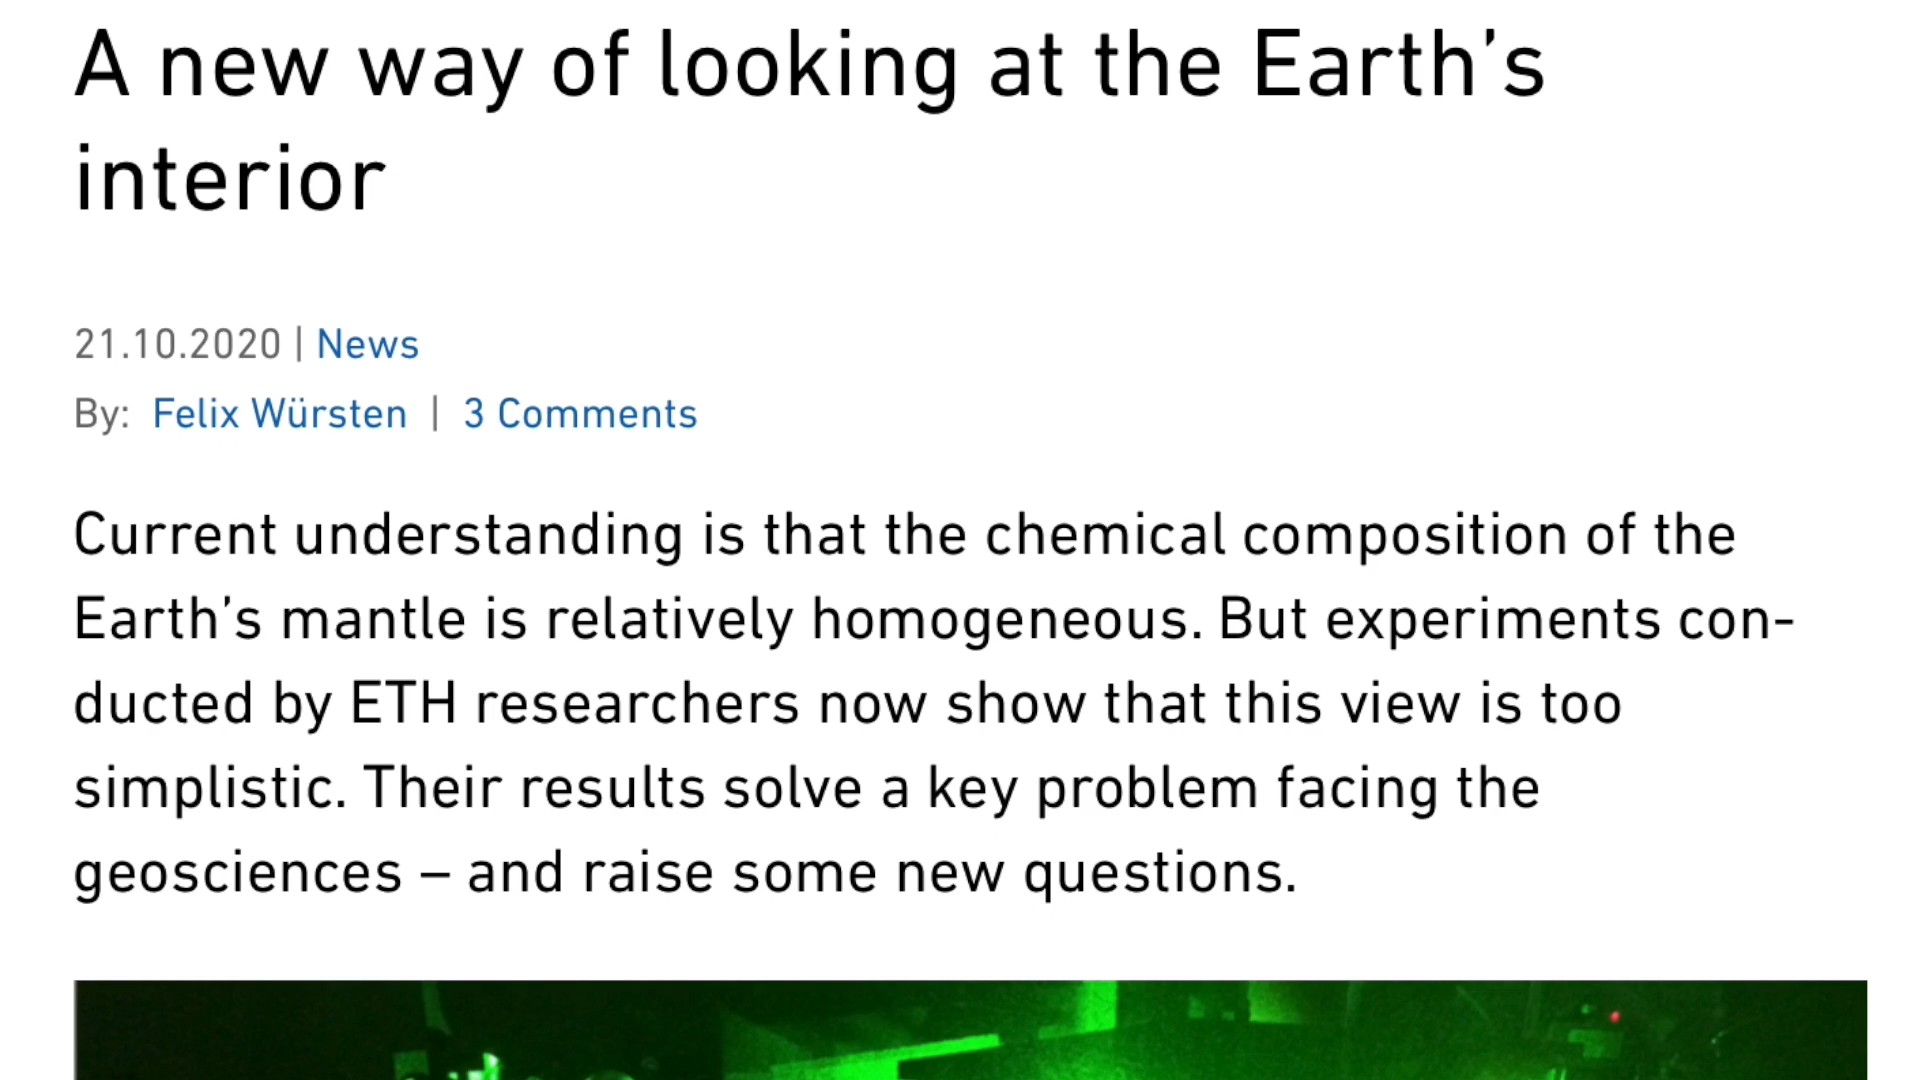 A new way of looking at the Earth’s
interior
21.10.2020 | News
By: Felix Würsten | 3 Comments
Current understanding is that the chemical composition of the
Earth’s mantle is relatively homogeneous. But experiments con-
ducted by ETH researchers now show that this view is too
simplistic. Their results solve a key problem facing the
geosciences – and raise some new questions.